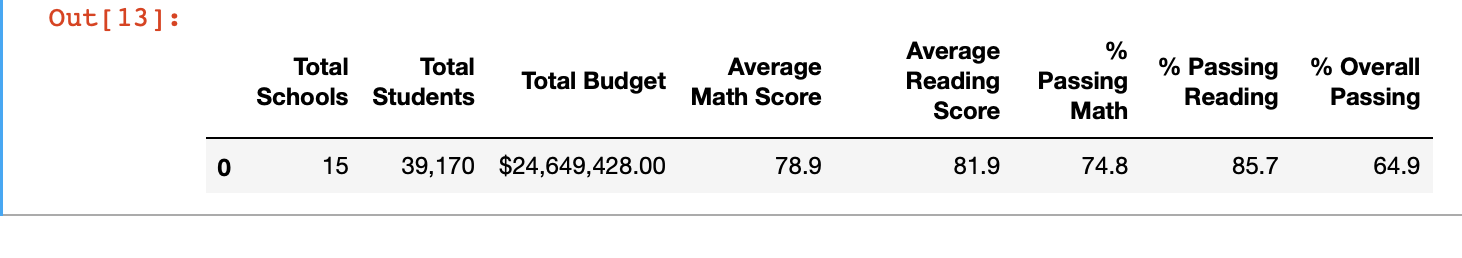 Out[13]:
Total Schools Total Students Total Budget Average Math Score Average Reading Score % Passing Math % Passing Reading % Overall Passing
0 15 39,170 $24,649,428.00 78.9 81.9 74.8 85.7 64.9